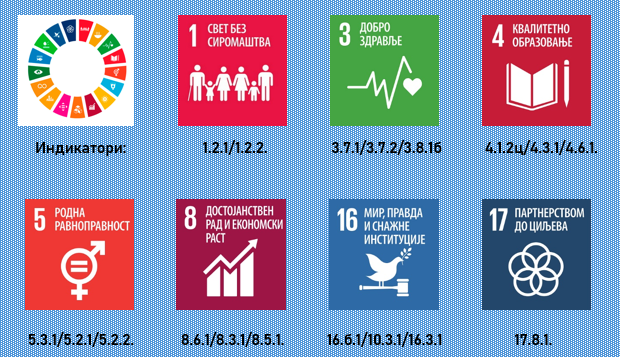 1 СВЕТ БЕЗ
СИРОМАШТВА
3 ДОБРО
ЗДРАВЉЕ
4 КВАЛИТЕТНО
ОБРАЗОВАЊЕ
Индикатори:
1.2.1/1.2.2.
3.7.1/3.7.2/3.8.1б
4.1.2ц/4.3.1/4.6.1.
5 РОДНА
РАВНОПРАВНОСТ
8 ДОСТОЈАНСТВЕН
РАД И ЕКОНОМСКИ
РАСТ
16 МИР, ПРАВДА
И СНАЖНЕ
ИНСТИТУЦИЈЕ
17 ПАРТНЕРСТВОМ
ДО ЦИЉЕВА
5.3.1/5.2.1/5.2.2.
8.6.1/8.3.1/8.5.1.
16.б.1/10.3.1/16.3.1
17.8.1.